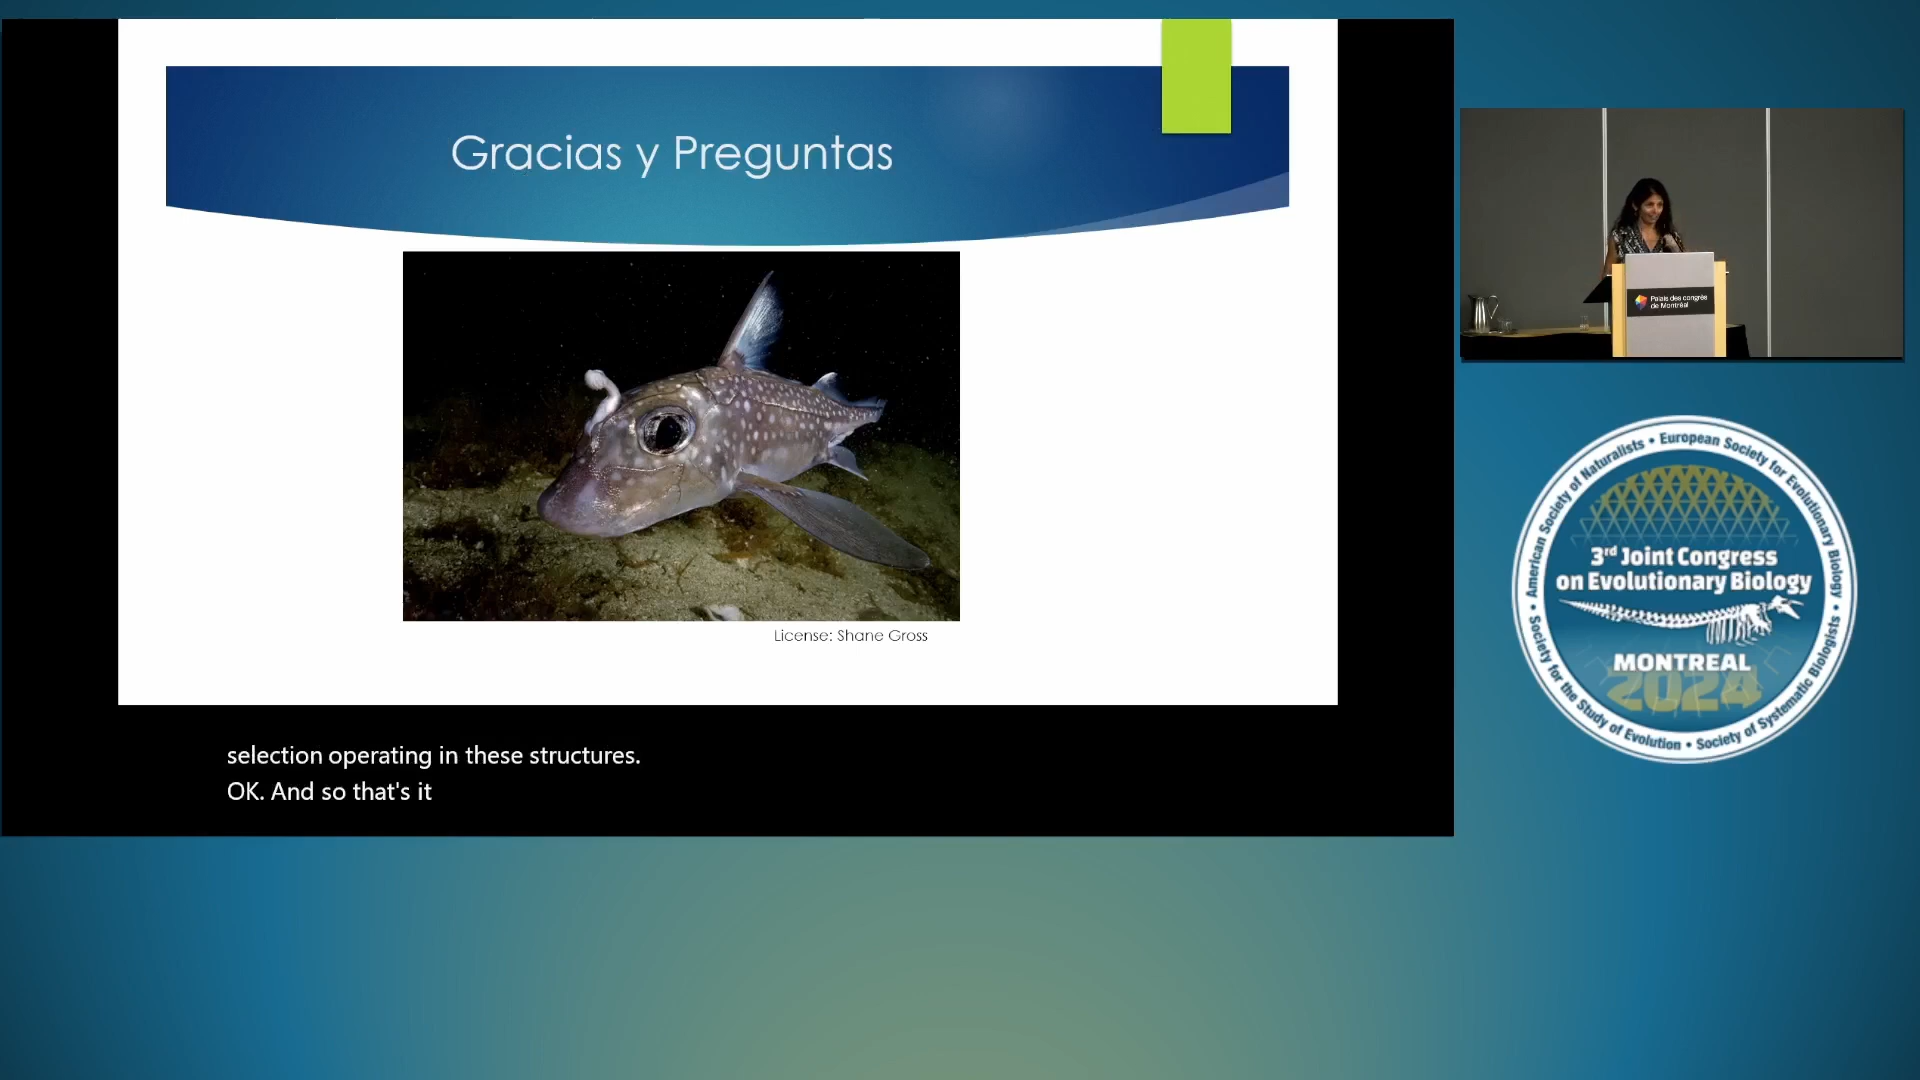 Gracias y Preguntas
License: Shane Gross
selection operating in these structures.
OK. And so that's it
Palais des congrès
de Montréal
American Society of Naturalists • European Society for Evolutionary Biology • Society of Systematic Biologists • Society for the Study of Evolution •
3rd Joint Congress
on Evolutionary Biology
MONTREAL
2024